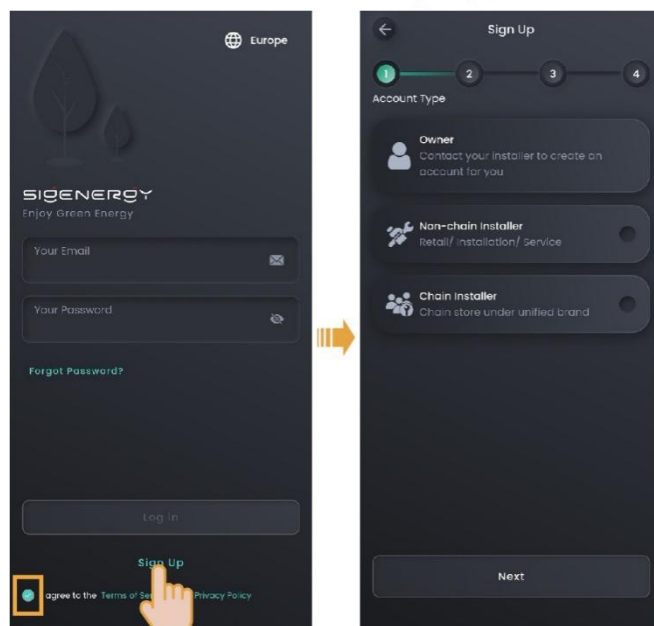 Europe
SIGENERGY
Enjoy Green Energy
Your Email
Your Password
Forgot Password?
Log in
Sign Up
agree to the Terms of Privacy Policy
Sign Up
1 2 3 4
Account Type
Owner
Contact your installer to create an
account for you
Non-chain Installer
Retail/ Installation/ Service
Chain Installer
Chain store under unified brand
Next